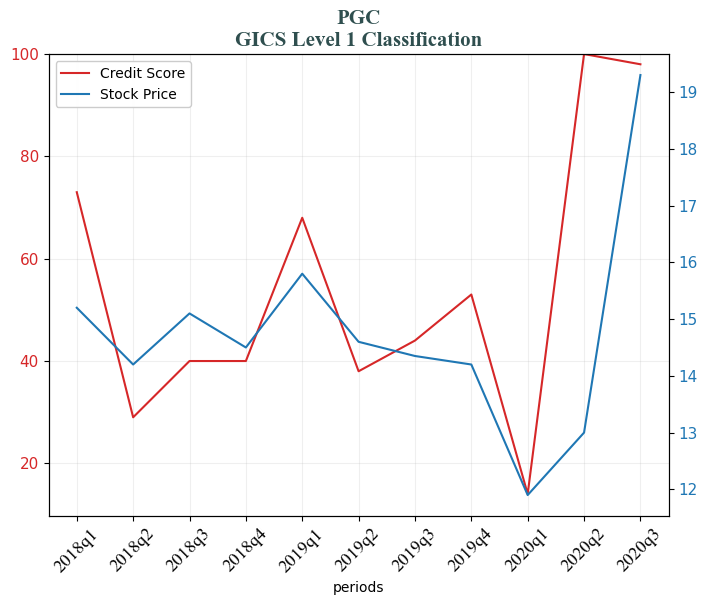 PGC
GICS Level 1 Classification
Credit Score
Stock Price
100
80
60
40
20
19
18
17
16
15
14
13
12
2018q1
2018q2
2018q3
2018q4
2019q1
2019q2
2019q3
2019q4
2020q1
2020q2
2020q3
periods